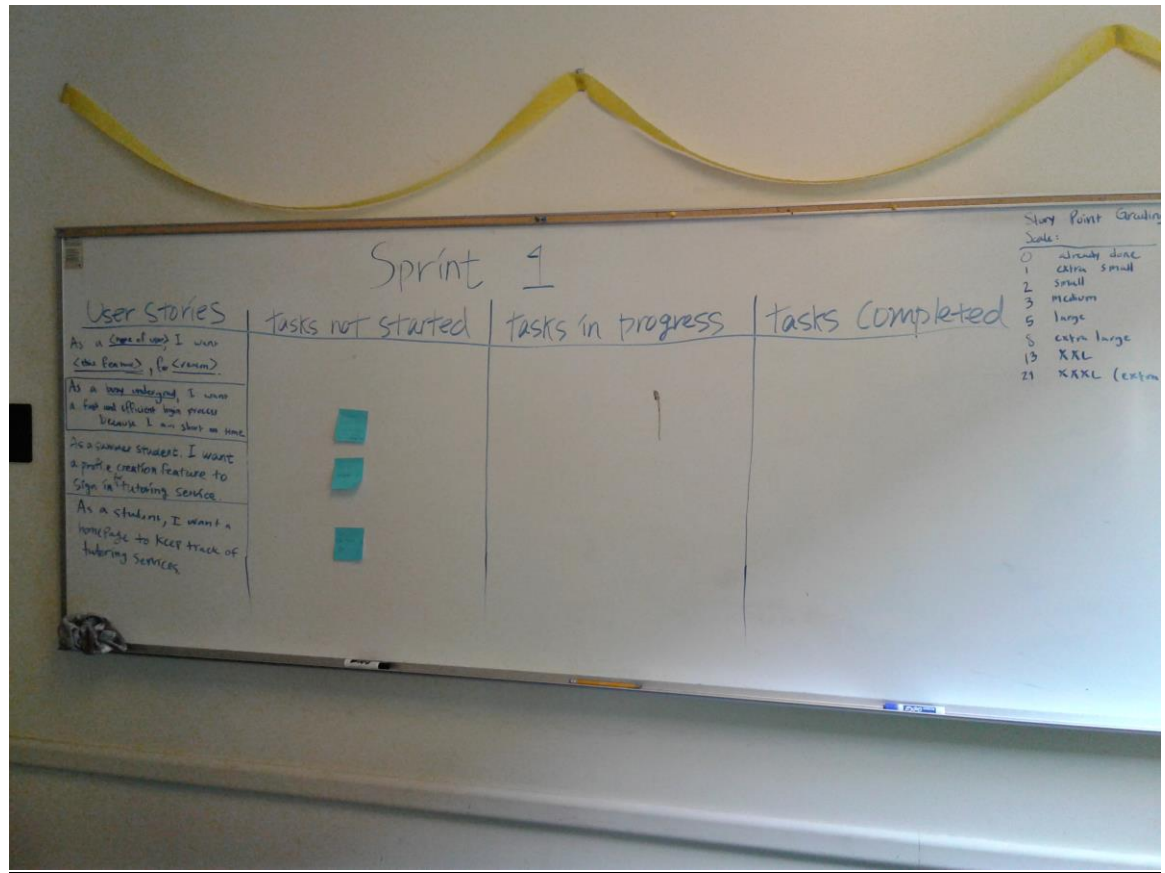 Sprint 1
User Stories
tasks not started
tasks in progress
tasks completed
As a <type of user> I want
<this feature>, for <reason>.
As a busy undergrad, I want
a fast and efficient login process
because I am short on time
As a summer student, I want
a profile creation feature to
sign in to tutoring service.
As a student, I want a
homepage to keep track of
tutoring services
Story Point Grading
Scale:
0 already done
1 extra small
2 small
3 medium
5 large
8 extra large
13 XXL
21 XXXL (extra